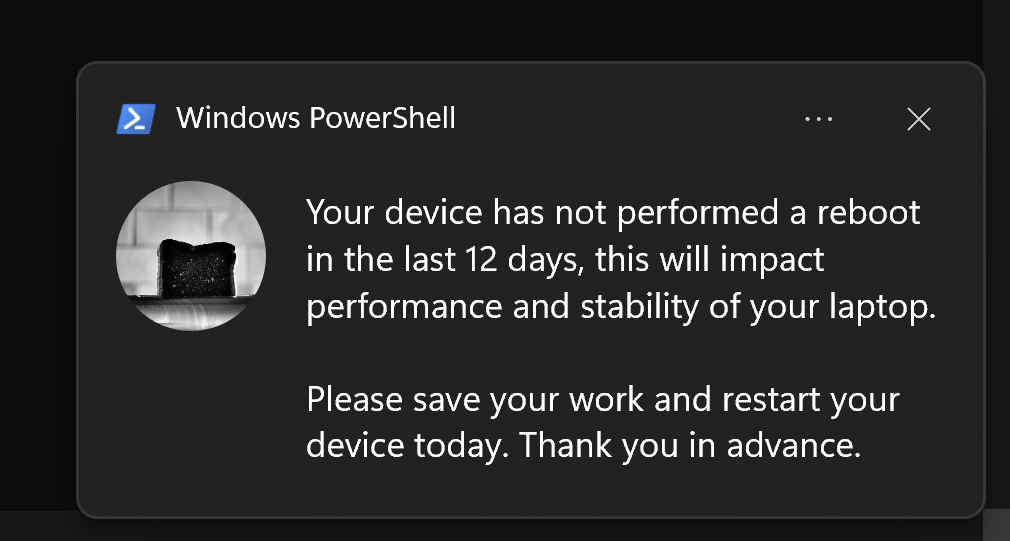 Windows PowerShell
Your device has not performed a reboot
in the last 12 days, this will impact
performance and stability of your laptop.
Please save your work and restart your
device today. Thank you in advance.